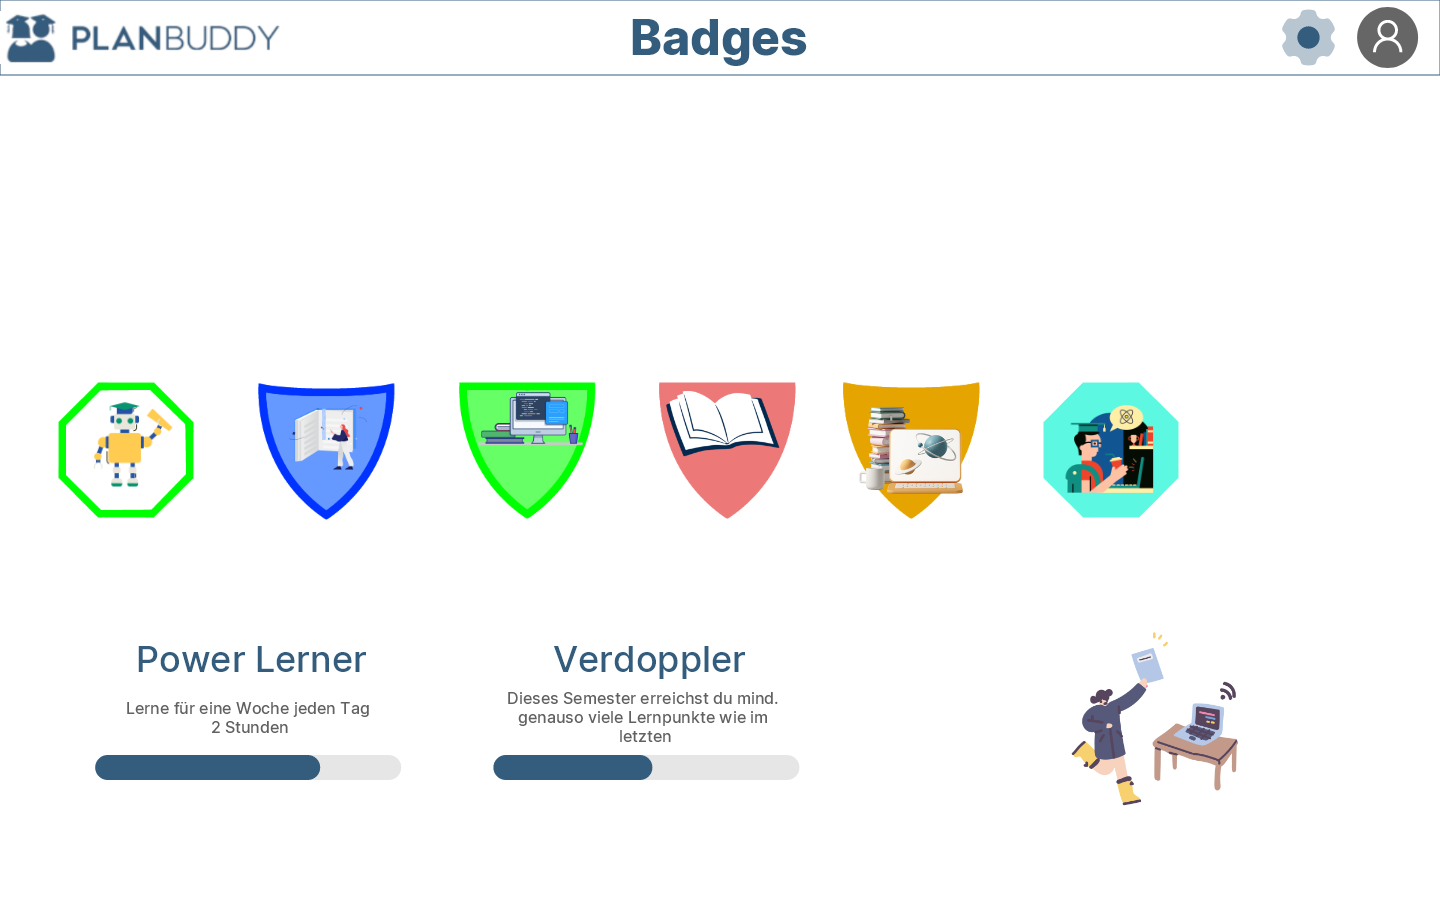 PLANBUDDY
Badges
Power Lerner
Lerne für eine Woche jeden Tag
2 Stunden
Verdoppler
Dieses Semester erreichst du mind.
genauso viele Lernpunkte wie im
letzten